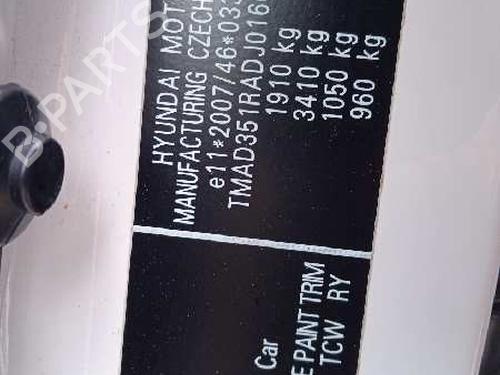 HYUNDAI MOT
MANUFACTURING CZECH
e11*2007/46*033
TMAD351RADJ016
1910 kg
3410 kg
1050 kg
960 kg
Car
E PAINT TRIM
TCW RY
B-PARTS